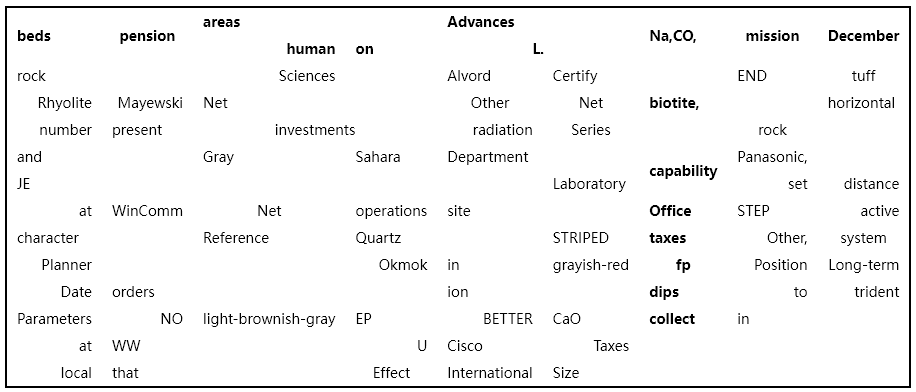 areas Advances
beds pension Na,CO, mission December
human on L.
rock Sciences Alvord Certify END tuff
Rhyolite Mayewski Net Other Net biotite, horizontal
number present investments radiation Series rock
and Gray Sahara Department Panasonic,
capability
JE Laboratory set distance
at WinComm Net operations site Office STEP active
character Reference Quartz STRIPED taxes Other, system
Planner Okmok in grayish-red fp Position Long-term
Date orders ion dips to trident
Parameters NO light-brownish-gray EP BETTER CaO collect in
at WW U Cisco Taxes
local that Effect International Size